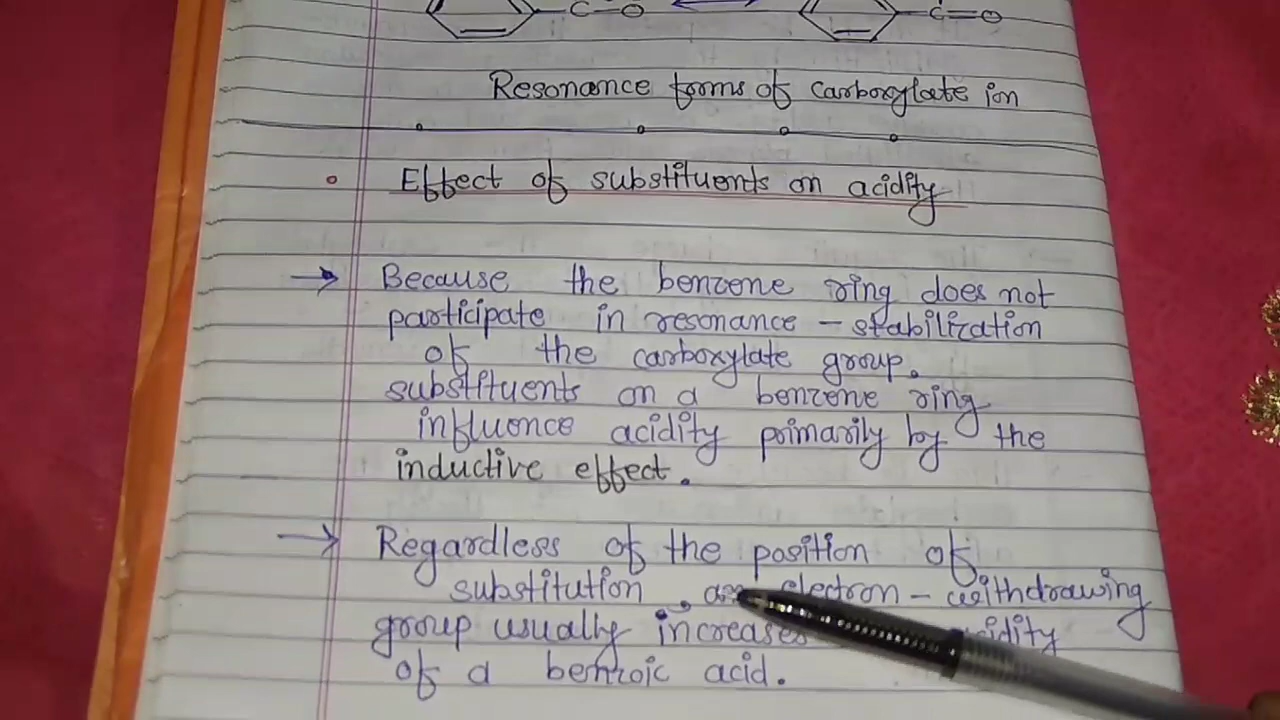 C-O C=O
Resonance forms of carboxylate ion
Effect of substituents on acidity
→ Because the benzene ring does not
participate in resonance - stabilization
of the carboxylate group.
substituents on a benzene ring
influence acidity primarily by the
inductive effect.
→ Regardless of the position of
substitution, an electron - withdrawing
group usually increases acidity
of a benzoic acid.